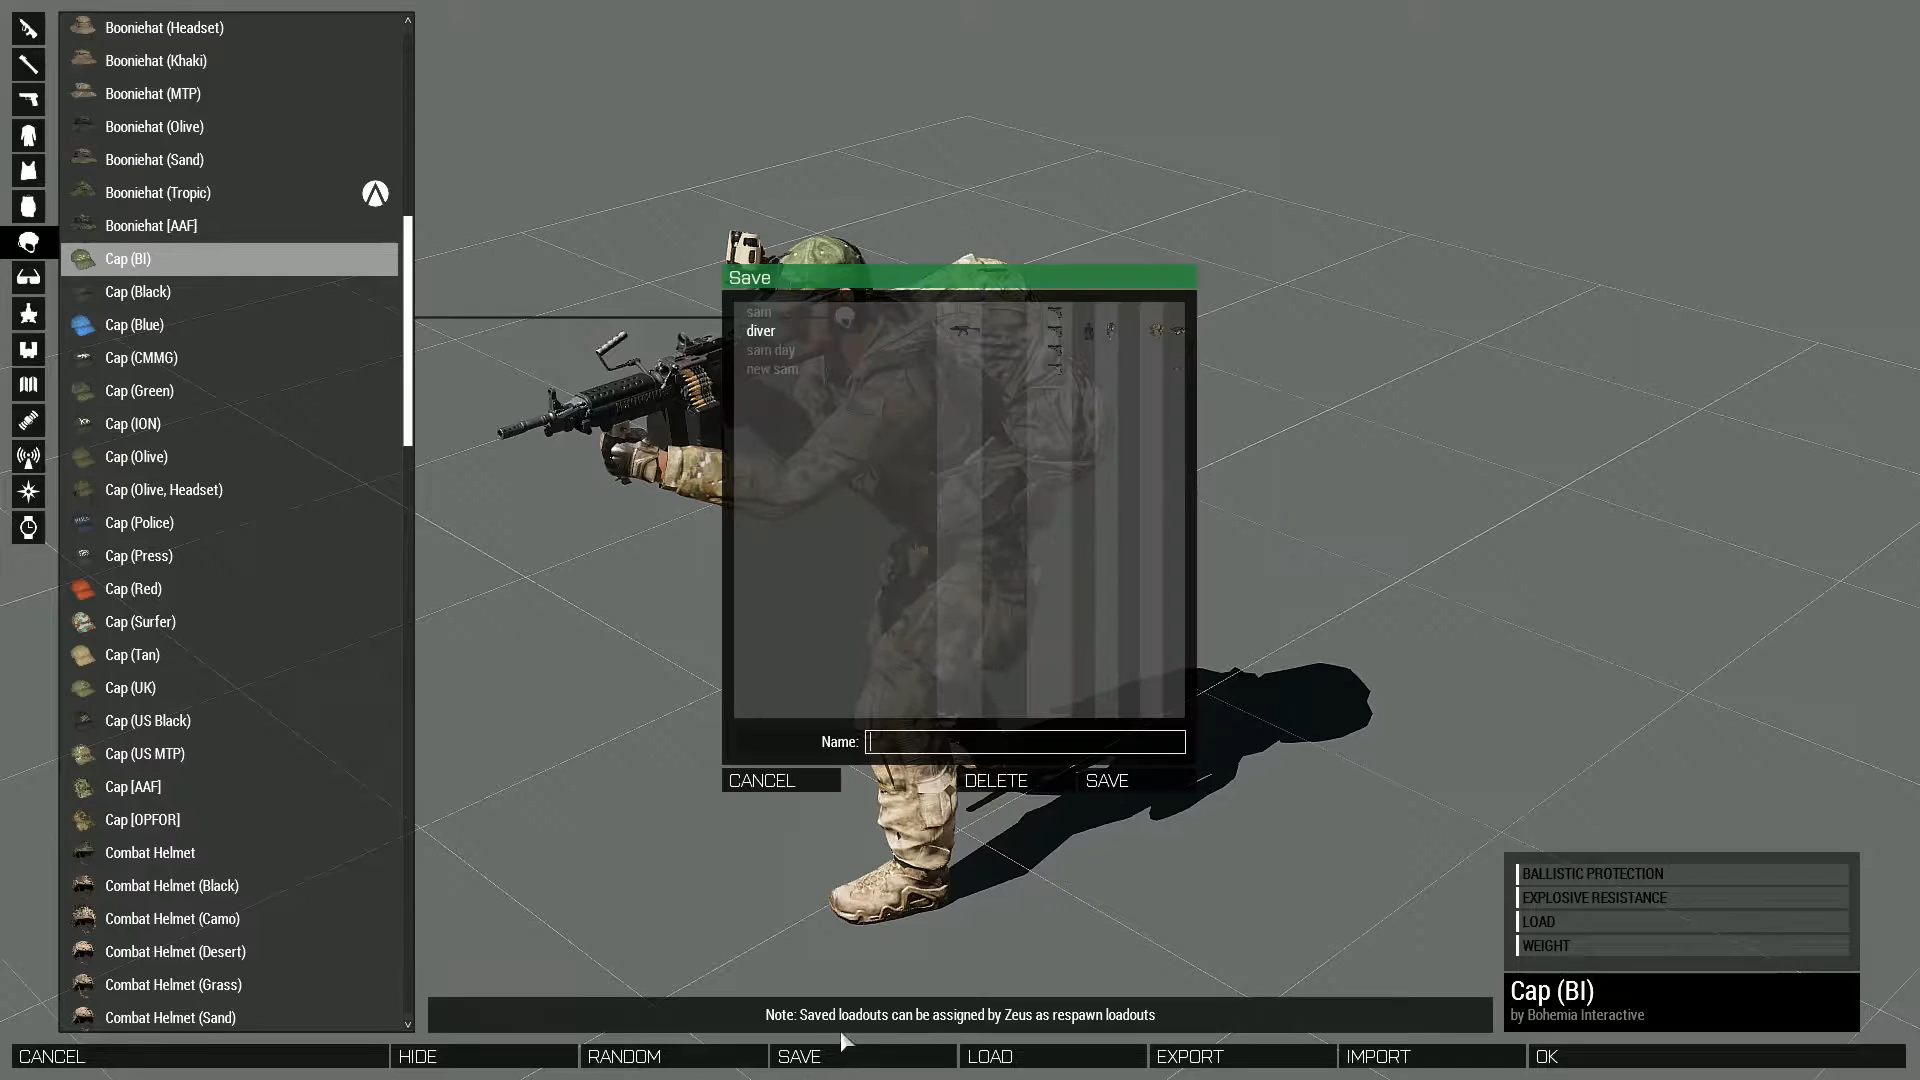 Booniehat (Headset)
Booniehat (Khaki)
Booniehat (MTP)
Booniehat (Olive)
Booniehat (Sand)
Booniehat (Tropic)
Booniehat [AAF]
Cap (BI)
Cap (Black)
Cap (Blue)
Cap (CMMG)
Cap (Green)
Cap (ION)
Cap (Olive)
Cap (Olive, Headset)
Cap (Police)
Cap (Press)
Cap (Red)
Cap (Surfer)
Cap (Tan)
Cap (UK)
Cap (US Black)
Cap (US MTP)
Cap [AAF]
Cap [OPFOR]
Combat Helmet
Combat Helmet (Black)
Combat Helmet (Camo)
Combat Helmet (Desert)
Combat Helmet (Grass)
Combat Helmet (Sand)
Save
sam
diver
sam day
new sam
Name:
CANCEL
DELETE
SAVE
BALLISTIC PROTECTION
EXPLOSIVE RESISTANCE
LOAD
WEIGHT
Cap (BI)
by Bohemia Interactive
Note: Saved loadouts can be assigned by Zeus as respawn loadouts
CANCEL
HIDE
RANDOM
SAVE
LOAD
EXPORT
IMPORT
OK